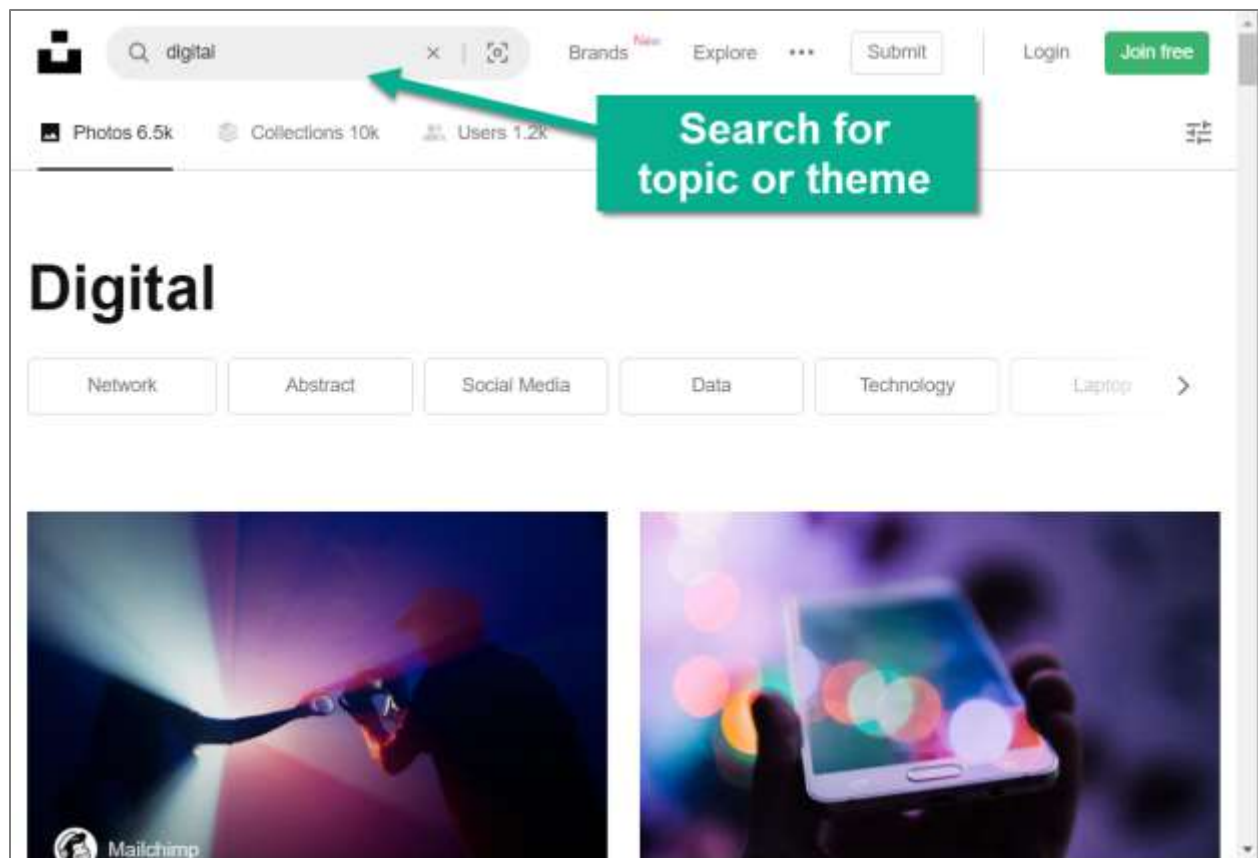 digital
Brands New
Explore
Submit
Login
Join free
Photos 6.5k
Collections 10k
Users 1.2k
Search for
topic or theme
Digital
Network
Abstract
Social Media
Data
Technology
Laptop
Mailchimp